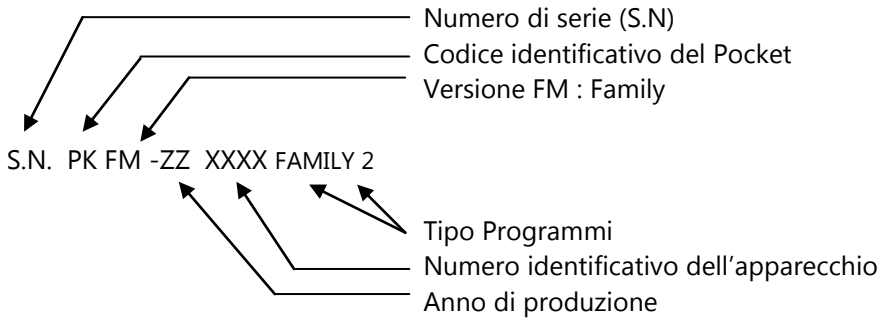 Numero di serie (S.N)
Codice identificativo del Pocket
Versione FM : Family
S.N. PK FM -ZZ XXXX FAMILY 2
Tipo Programmi
Numero identificativo dell'apparecchio
Anno di produzione